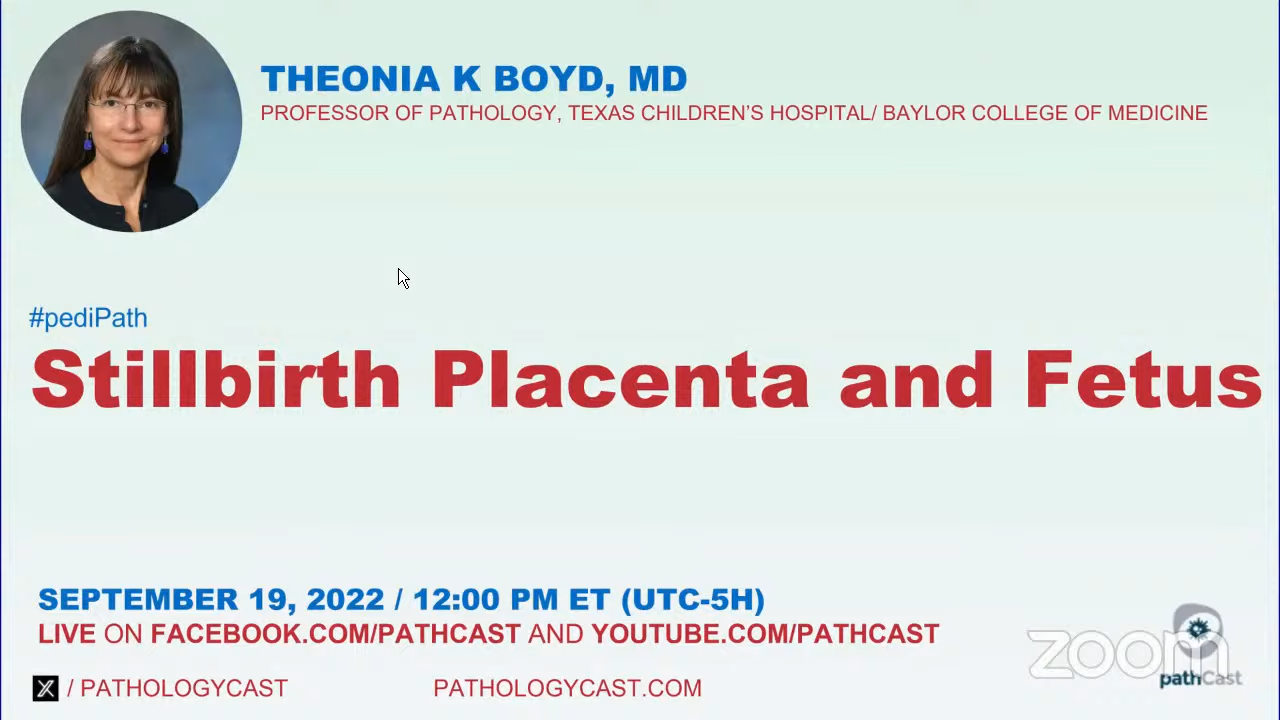 THEONIA K BOYD, MD
PROFESSOR OF PATHOLOGY, TEXAS CHILDREN'S HOSPITAL/ BAYLOR COLLEGE OF MEDICINE
#pediPath
Stillbirth Placenta and Fetus
SEPTEMBER 19, 2022 / 12:00 PM ET (UTC-5H)
LIVE ON FACEBOOK.COM/PATHCAST AND YOUTUBE.COM/PATHCAST
X / PATHOLOGYCAST
PATHOLOGYCAST.COM
zoom
pathCast